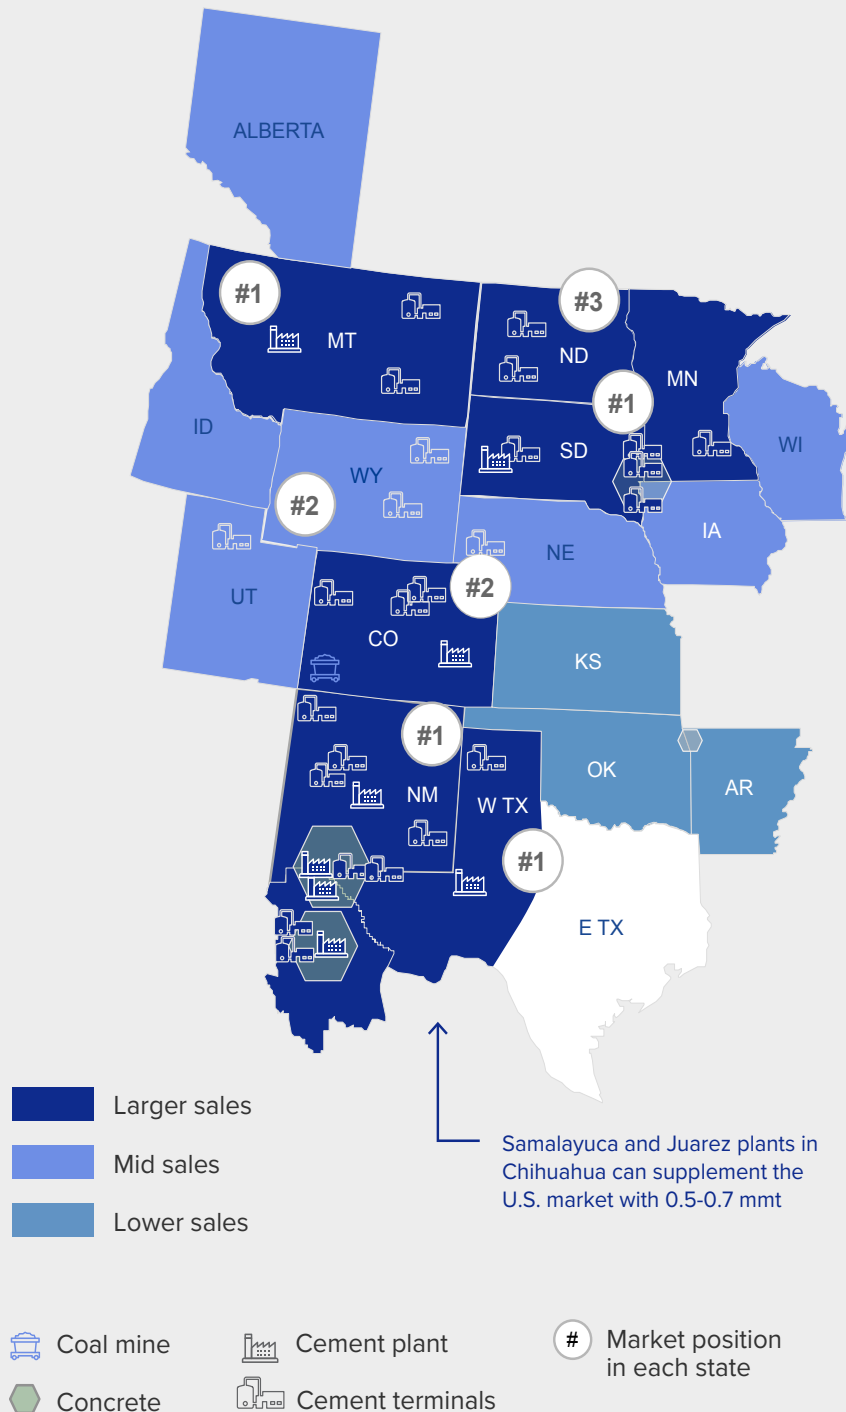 ALBERTA
#1
#3
MT
ND
MN
#1
ID
SD
WI
WY
#2
IA
NE
UT
#2
CO
KS
#1
NM
W TX
OK
AR
#1
E TX
Larger sales
Mid sales
Lower sales
Samalayuca and Juarez plants in
Chihuahua can supplement the
U.S. market with 0.5-0.7 mmt
Coal mine
Cement plant
# Market position
in each state
Concrete
Cement terminals